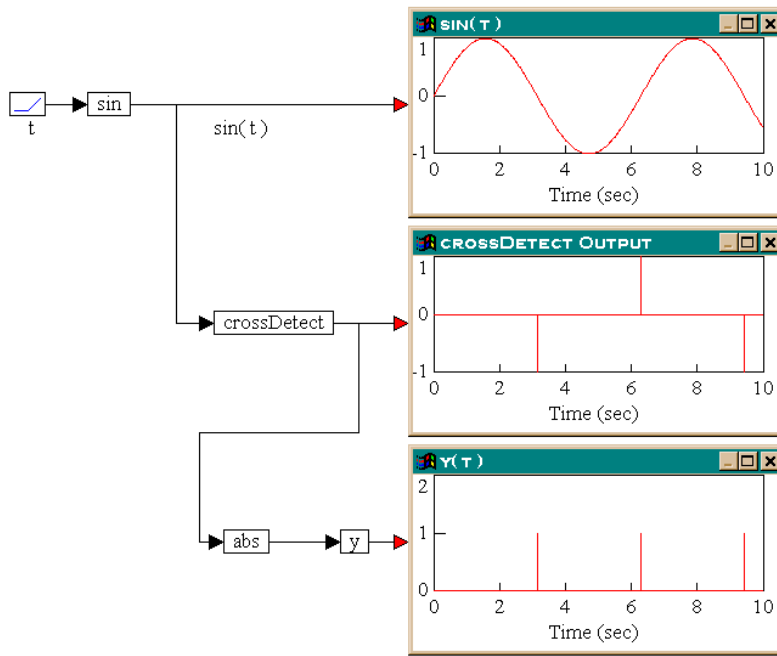 SIN(T)
1
0
-1
0 2 4 6 8 10
Time (sec)
sin
t
sin(t)
CROSSDETECT OUTPUT
1
0
-1
0 2 4 6 8 10
Time (sec)
crossDetect
Y(T)
2
1
0
0 2 4 6 8 10
Time (sec)
abs
y